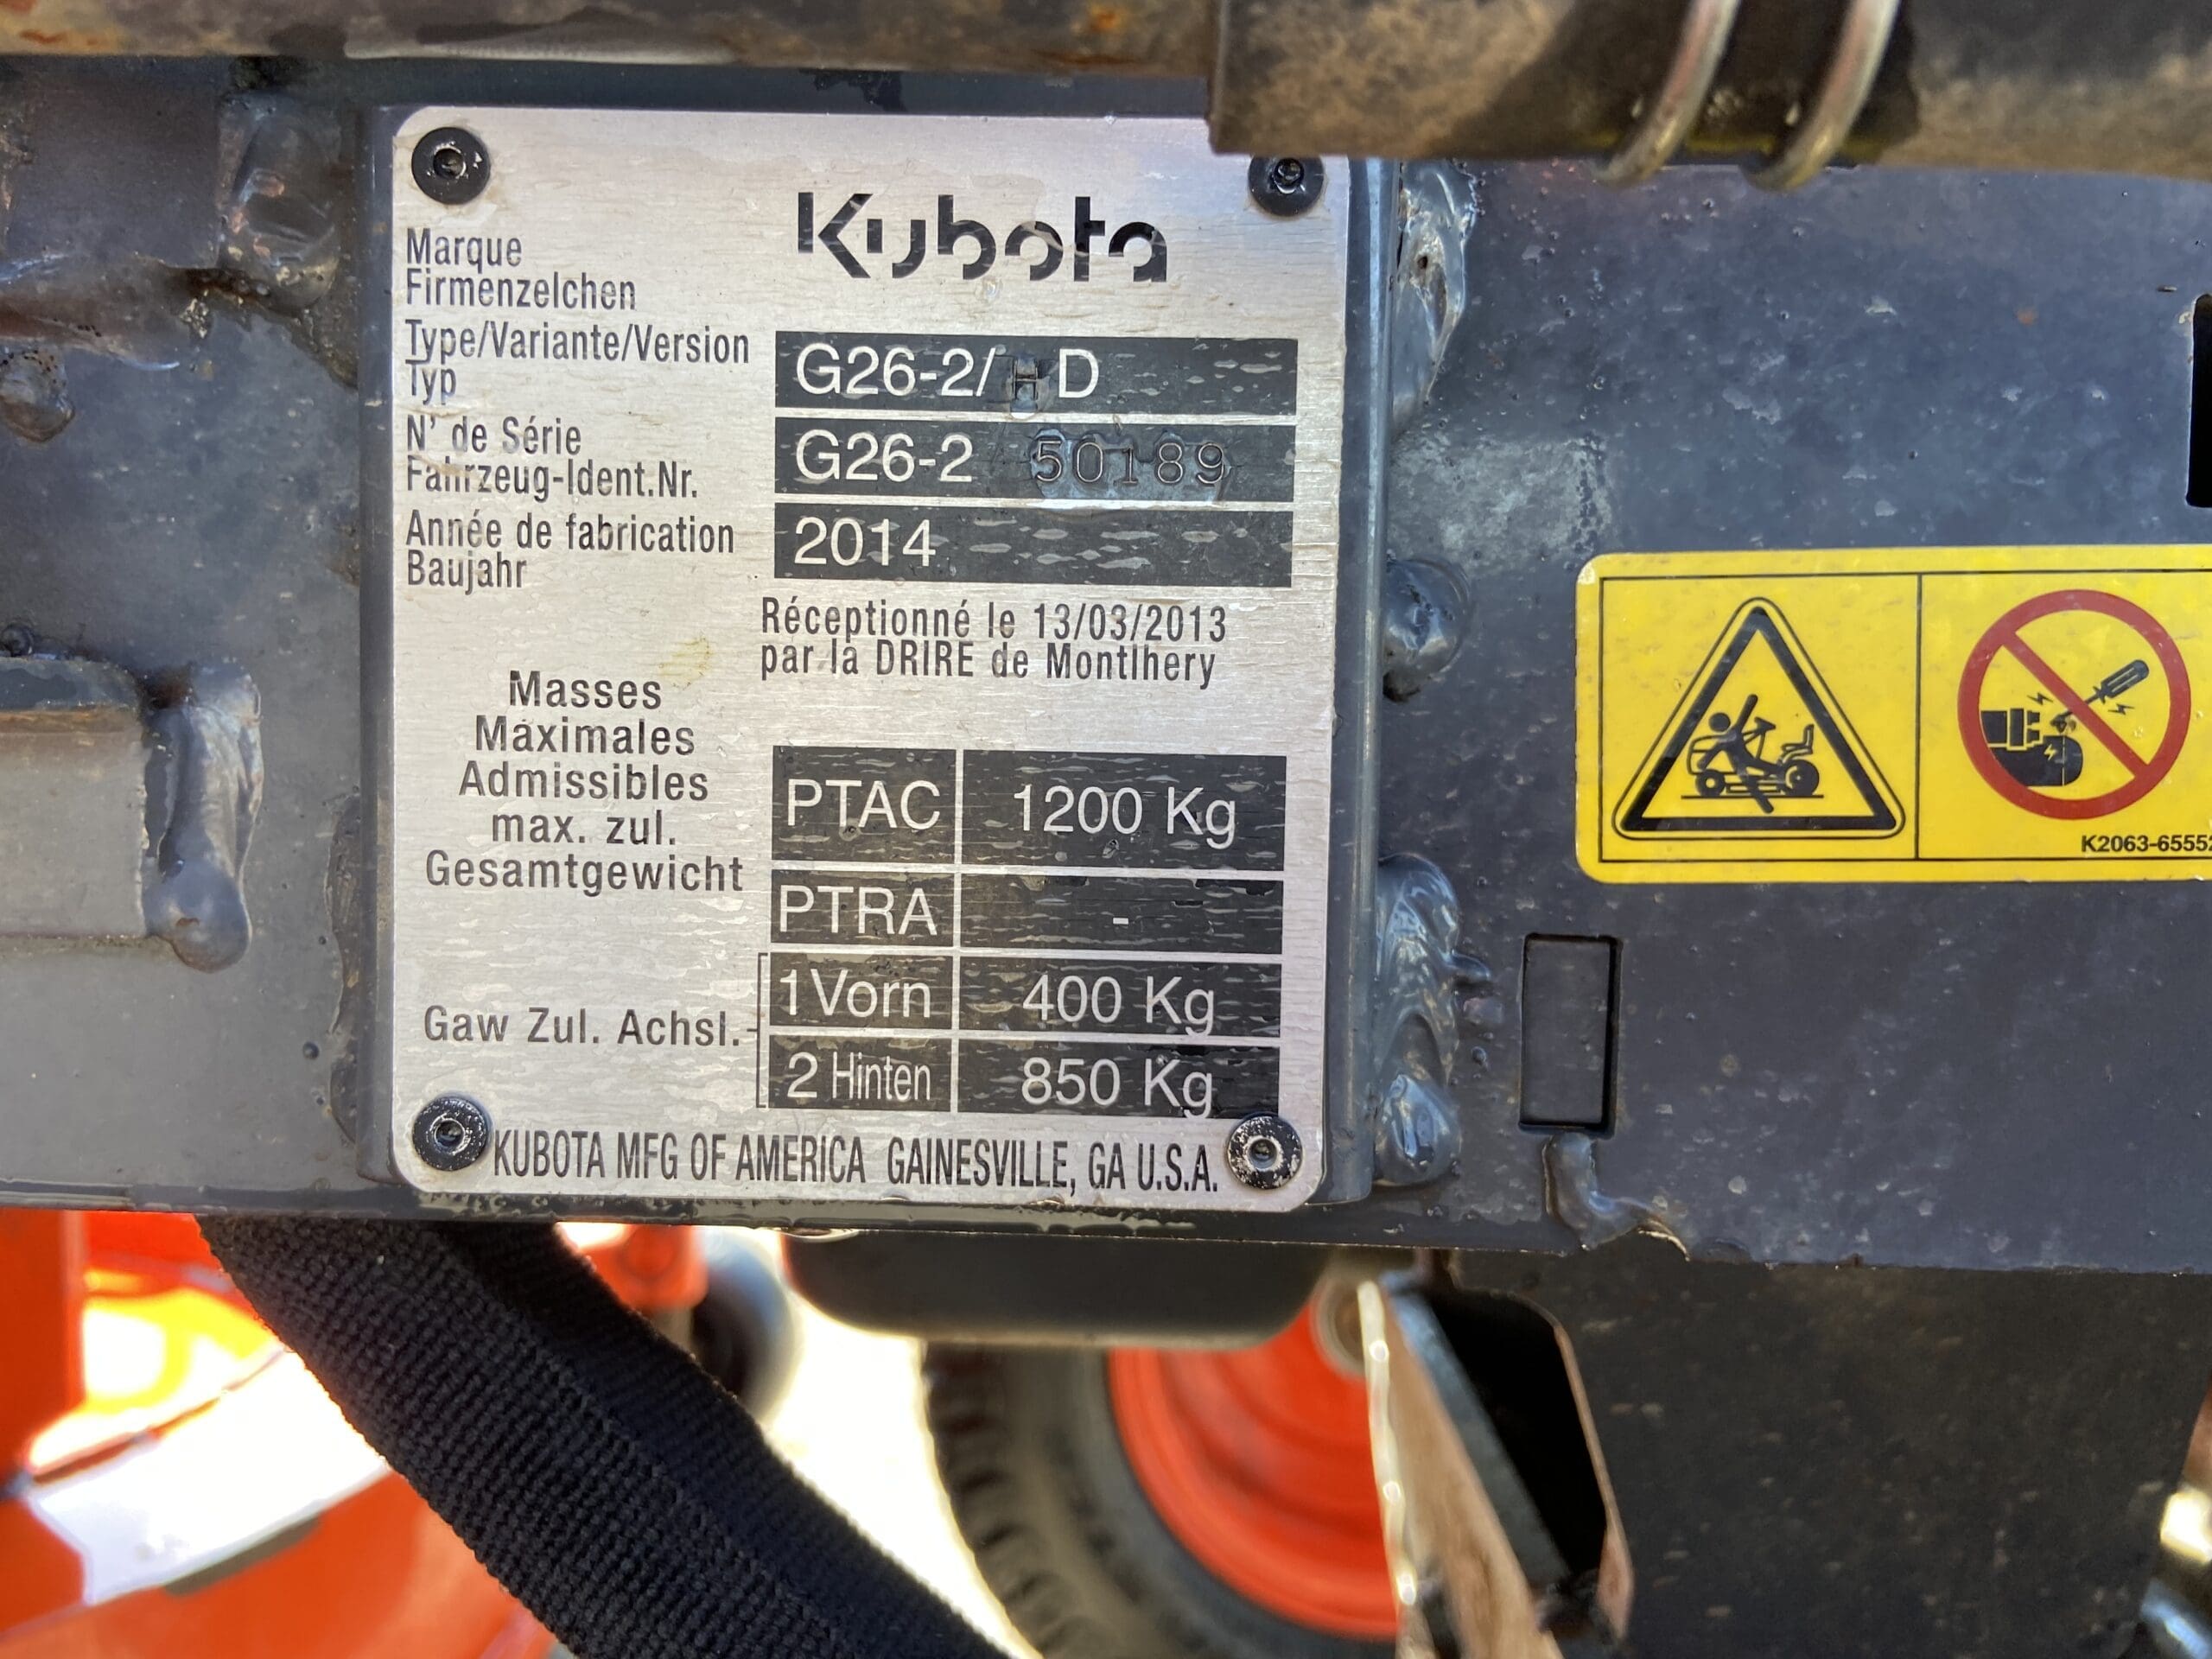 Kubota
Marque
Firmenzelchen
Type/Variante/Version
Typ
G26-2/ H D
N' de Série
Fahrzeug-Ident.Nr.
G26-2 50189
Année de fabrication
Baujahr
2014
Réceptionné le 13/03/2013
par la DRIRE de Montlhery
Masses
Maximales
Admissibles
max. zul.
Gesamtgewicht
PTAC 1200 Kg
PTRA -
Gaw Zul. Achsl.
1 Vorn 400 Kg
2 Hinten 850 Kg
KUBOTA MFG OF AMERICA GAINESVILLE, GA U.S.A.
K2063-6555